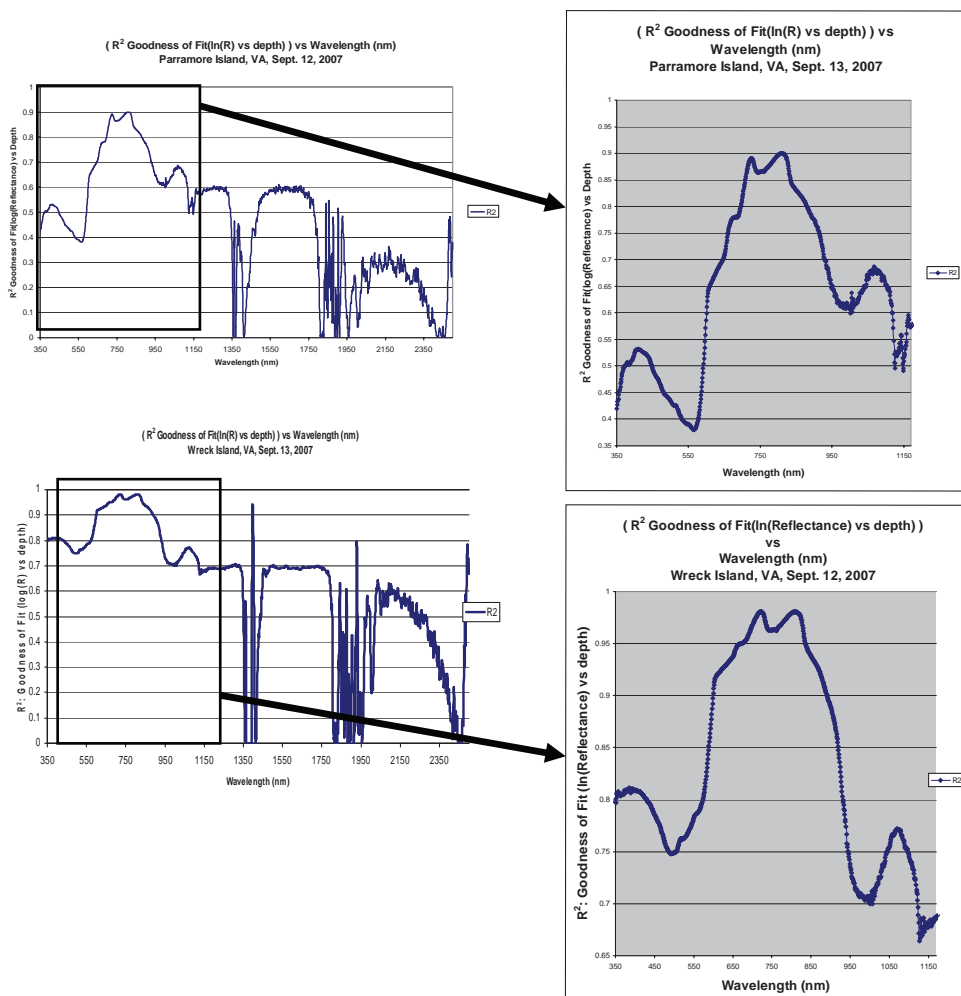 ( R2 Goodness of Fit(ln(R) vs depth) ) vs Wavelength (nm)
Parramore Island, VA, Sept. 12, 2007
R2 Goodness of Fit(log(Reflectance) vs Depth
1
0.9
0.8
0.7
0.6
0.5
0.4
0.3
0.2
0.1
0
350 550 750 950 1150 1350 1550 1750 1950 2150 2350
Wavelength (nm)
R2
( R2 Goodness of Fit(ln(R) vs depth) ) vs
Wavelength (nm)
Parramore Island, VA, Sept. 13, 2007
R2 Goodness of Fit(log(Reflectance) vs Depth
1
0.95
0.9
0.85
0.8
0.75
0.7
0.65
0.6
0.55
0.5
0.45
0.4
0.35
350 550 750 950 1150
Wavelength (nm)
R2
( R2 Goodness of Fit(ln(R) vs depth) ) vs Wavelength (nm)
Wreck Island, VA, Sept. 13, 2007
R2: Goodness of Fit (log(R) vs depth)
1
0.9
0.8
0.7
0.6
0.5
0.4
0.3
0.2
0.1
0
350 550 750 950 1150 1350 1550 1750 1950 2150 2350
Wavelength (nm)
R2
( R2 Goodness of Fit(ln(Reflectance) vs depth) )
vs
Wavelength (nm)
Wreck Island, VA, Sept. 12, 2007
R2: Goodness of Fit (ln(Reflectance) vs depth)
1
0.95
0.9
0.85
0.8
0.75
0.7
0.65
350 450 550 650 750 850 950 1050 1150
Wavelength (nm)
R2